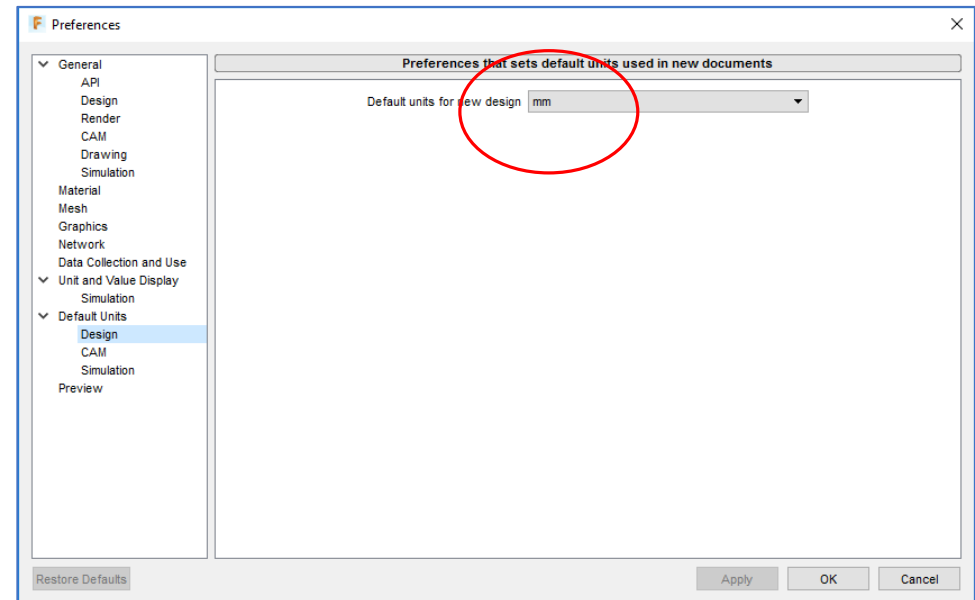 F Preferences
General
API
Design
Render
CAM
Drawing
Simulation
Material
Mesh
Graphics
Network
Data Collection and Use
Unit and Value Display
Simulation
Default Units
Design
CAM
Simulation
Preview
Preferences that sets default units used in new documents
Default units for new design mm
Restore Defaults
Apply OK Cancel